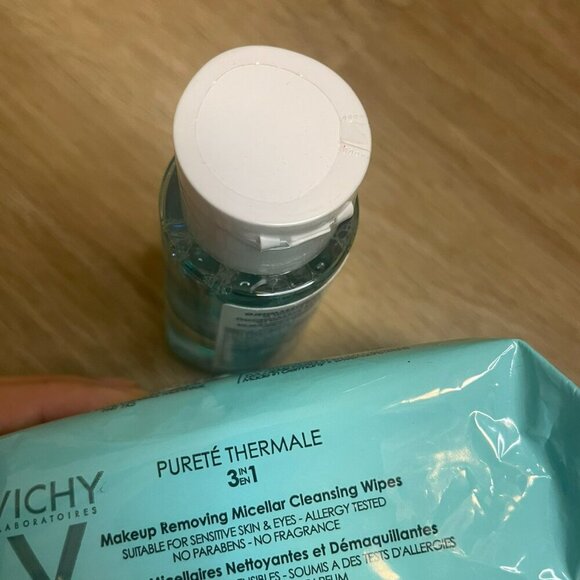 PURETÉ THERMALE
3 IN EN 1
VICHY
LABORATOIRES
Makeup Removing Micellar Cleansing Wipes
SUITABLE FOR SENSITIVE SKIN & EYES - ALLERGY TESTED
NO PARABENS - NO FRAGRANCE
Micellaires Nettoyantes et Démaquillantes
SOUMIS A DES TESTS D'ALLERGIES